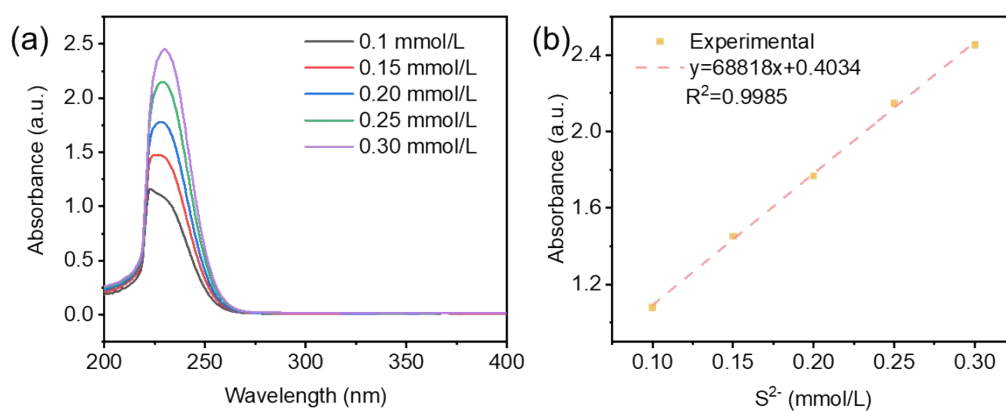 (a)
2.5
2.0
1.5
1.0
0.5
0.0
Absorbance (a.u.)
0.1 mmol/L
0.15 mmol/L
0.20 mmol/L
0.25 mmol/L
0.30 mmol/L
200
250
300
350
400
Wavelength (nm)
(b)
2.4
2.0
1.6
1.2
Absorbance (a.u.)
Experimental
y=68818x+0.4034
R²=0.9985
0.10
0.15
0.20
0.25
0.30
S²⁻ (mmol/L)